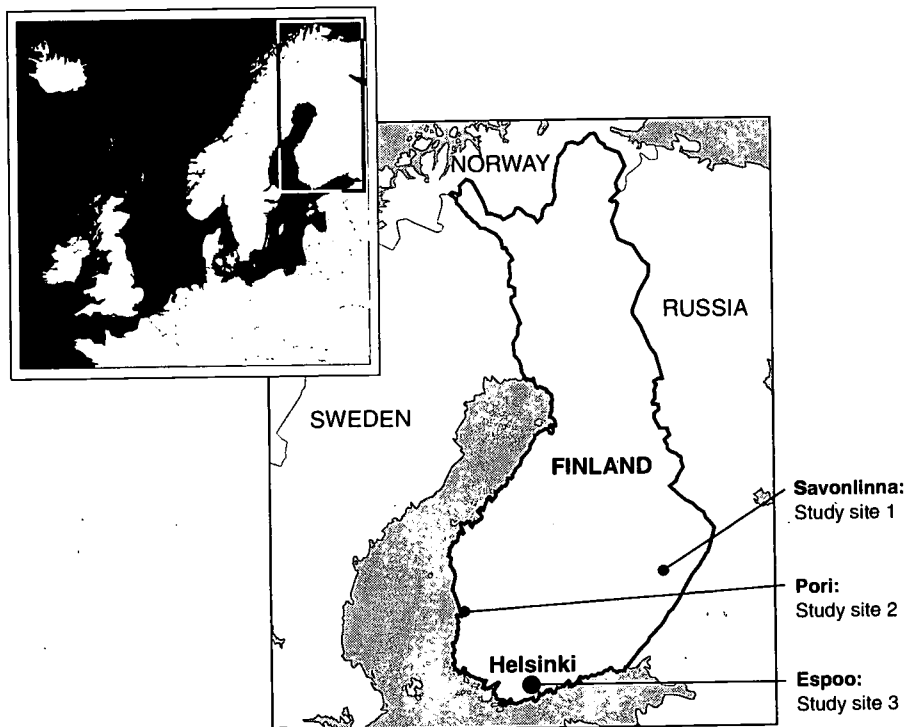 NORWAY
RUSSIA
SWEDEN
FINLAND
Savonlinna:
Study site 1
Pori:
Study site 2
Helsinki
Espoo:
Study site 3